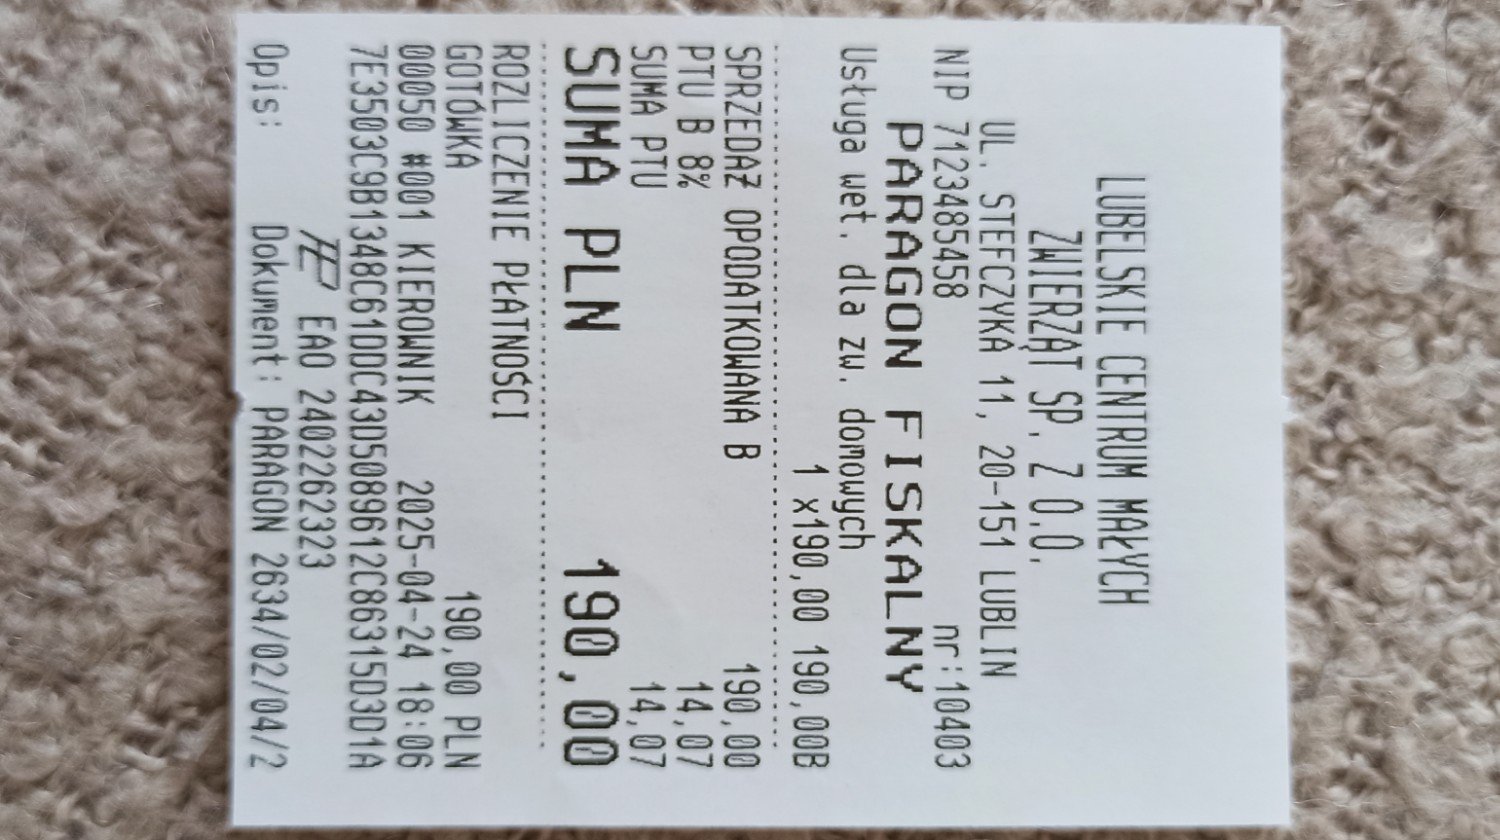 LUBELSKIE CENTRUM MAŁYCH
ZWIERZĄT SP. Z O.O.
UL. STEFCZYKA 11, 20-151 LUBLIN
NIP 7123485458 nr:10403
PARAGON FISKALNY
Usługa wet. dla zw. domowych
1 x190,00 190,00B
SPRZEDAŻ OPODATKOWANA B 190,00
PTU B 8% 14,07
SUMA PTU 14,07
SUMA PLN 190,00
ROZLICZENIE PŁATNOŚCI
GOTÓWKA 190,00 PLN
00050 #001 KIEROWNIK 2025-04-24 18:06
7E3503C9B1348C61DDC43D5089612C86315D3D1A
EAO 2402262323
Opis: Dokument: PARAGON 2634/02/04/2